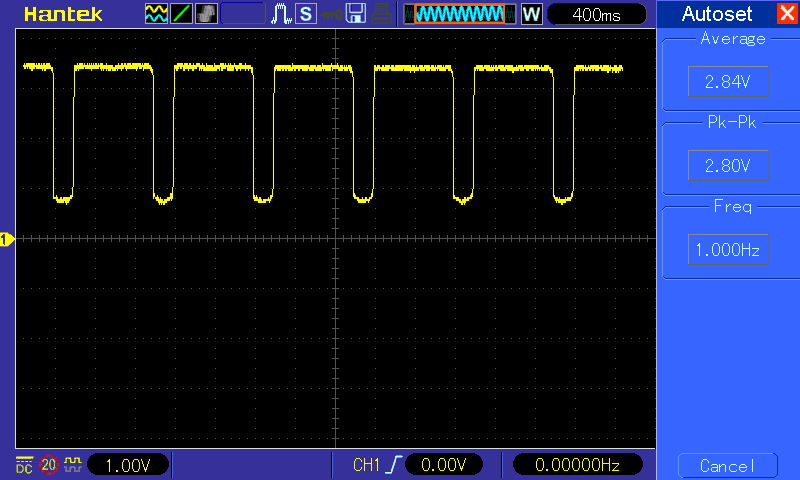 Hantek S W 400ms Autoset
Average
2.84V
Pk-Pk
2.80V
Freq
1.000Hz
1
DC 20 1.00V CH1 0.00V 0.00000Hz Cancel